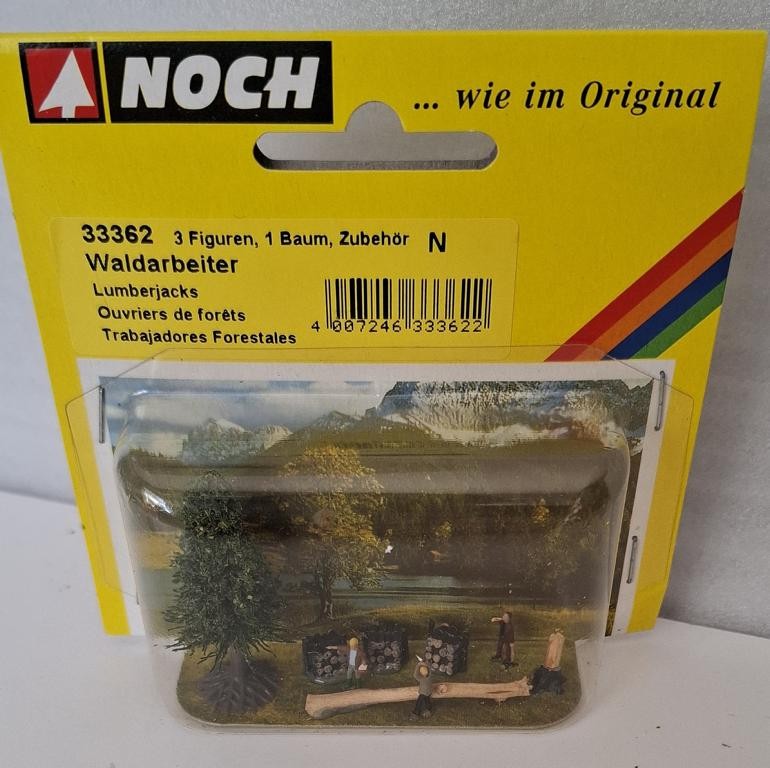 NOCH
... wie im Original
33362 3 Figuren, 1 Baum, Zubehör N
Waldarbeiter
Lumberjacks
Ouvriers de forêts
Trabajadores Forestales
4 007246 333622